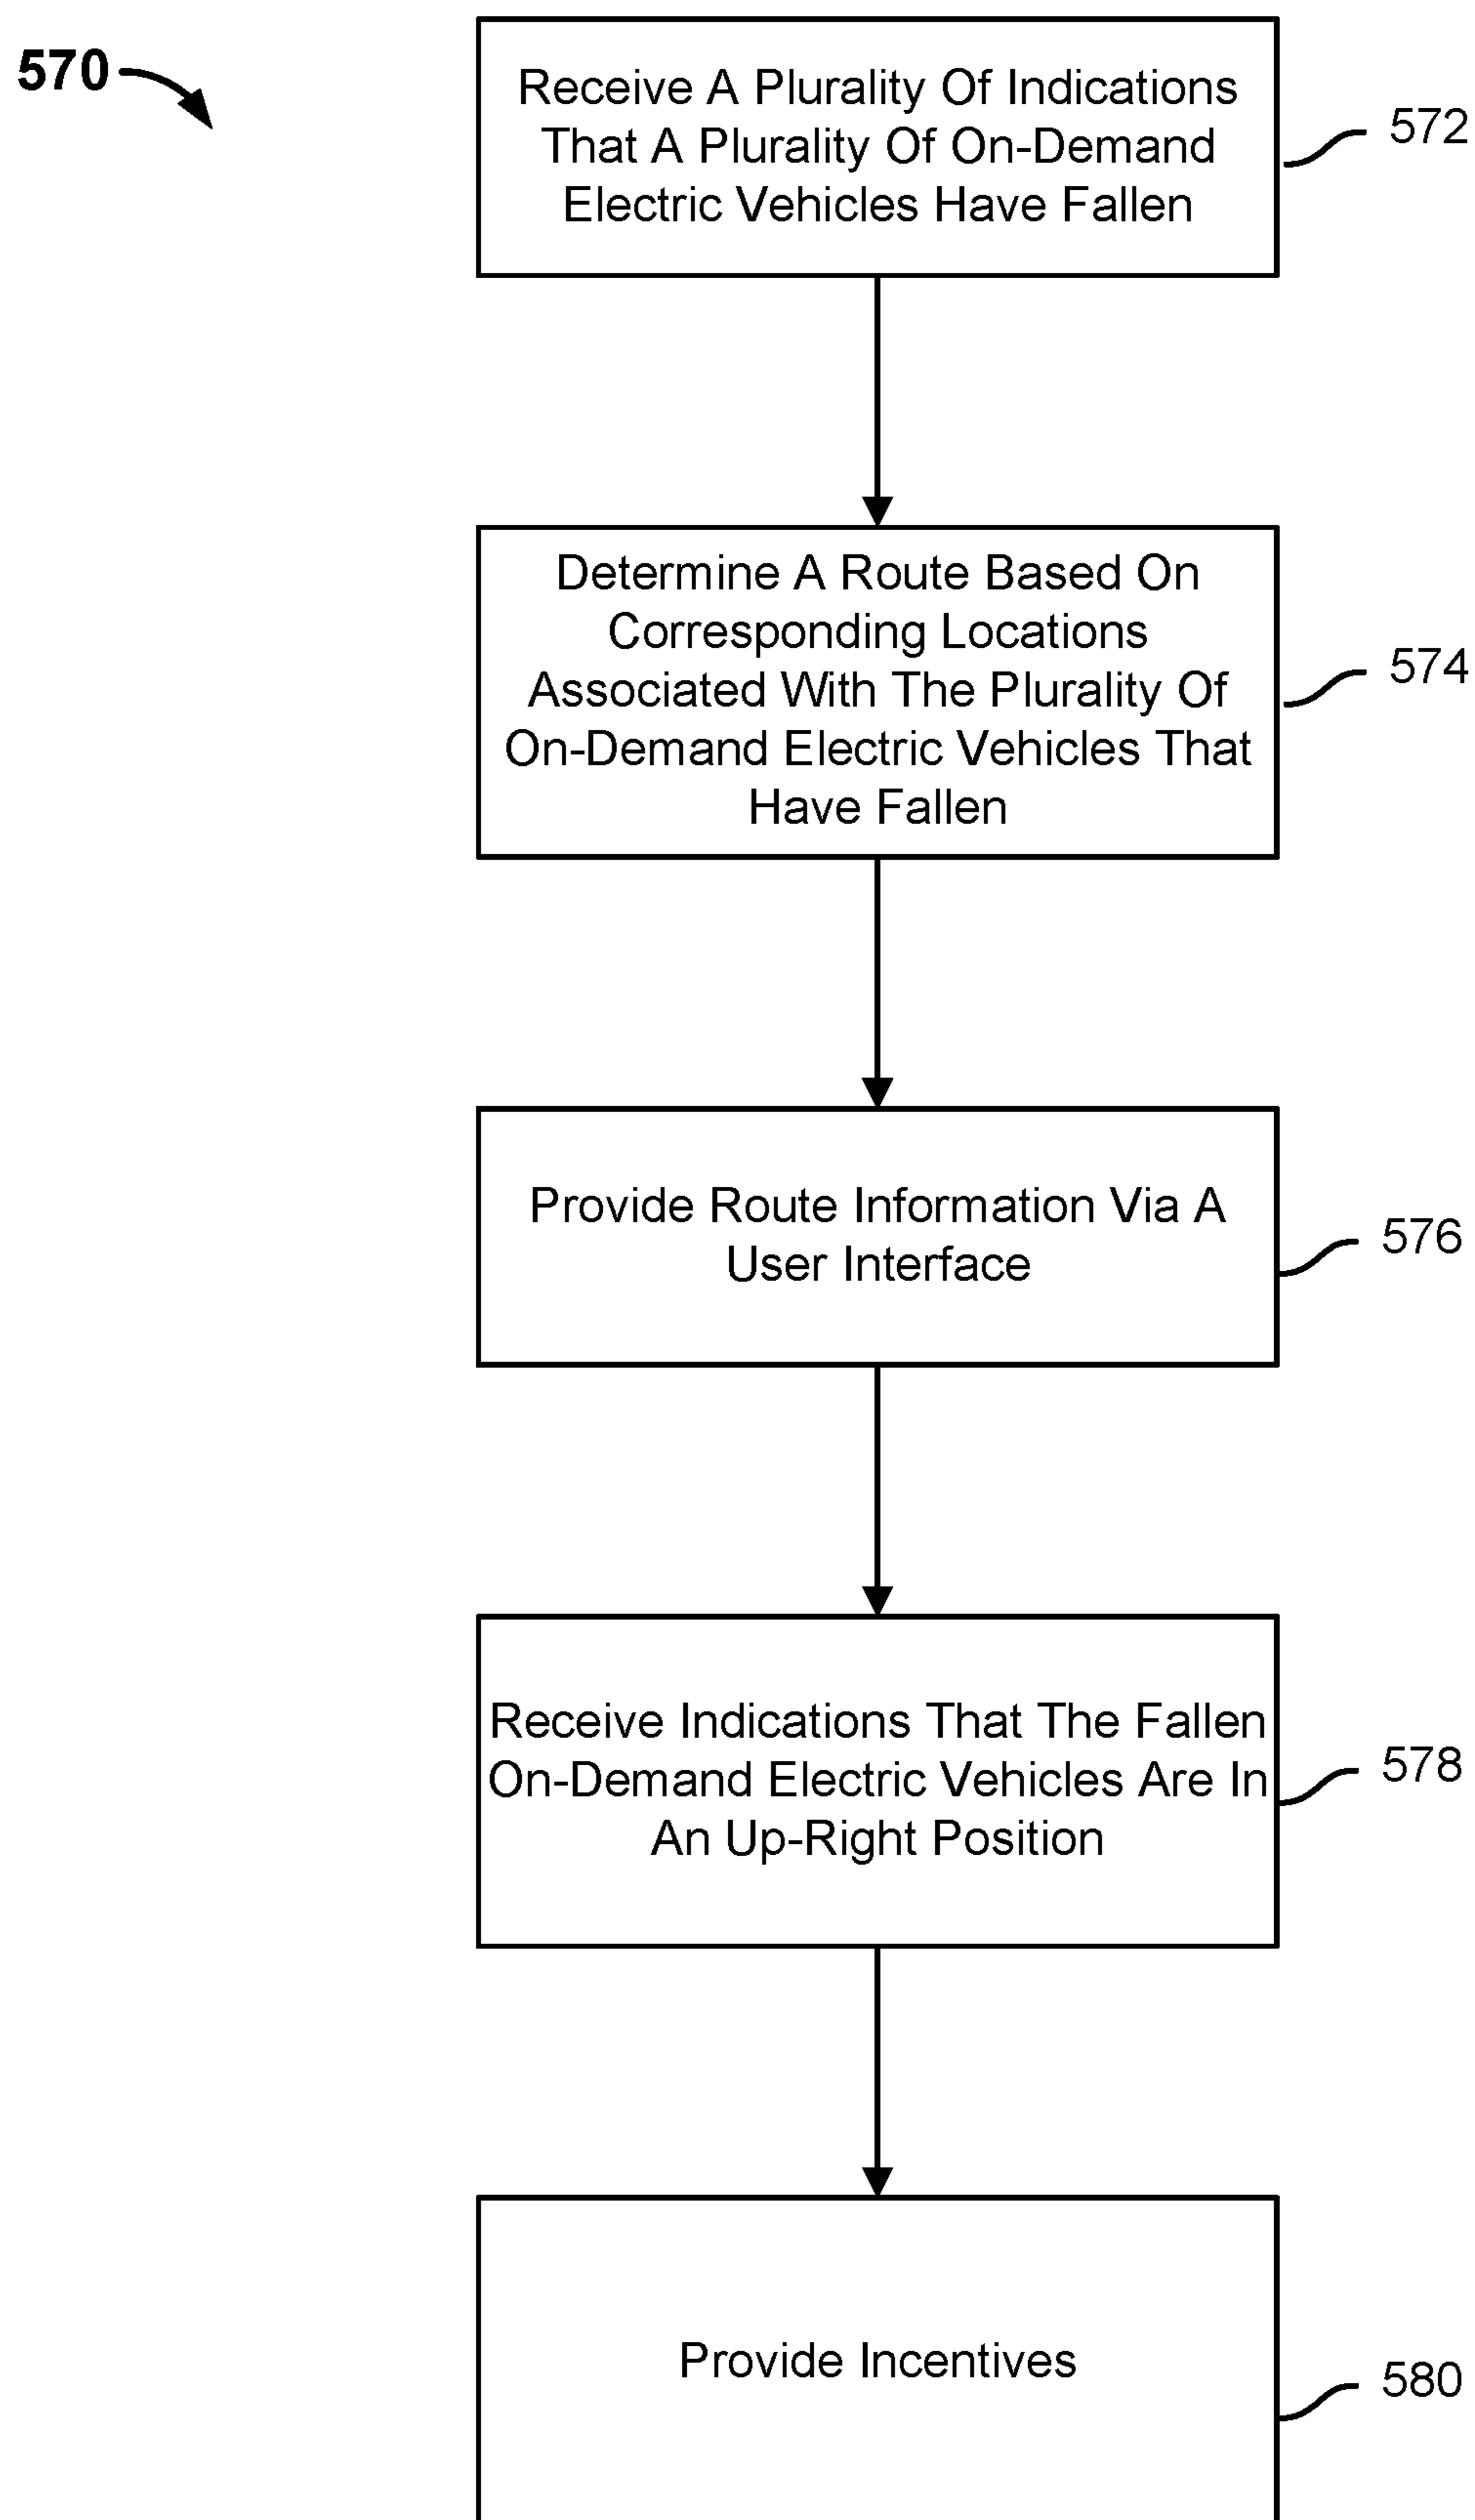 570
Receive A Plurality Of Indications
That A Plurality Of On-Demand
Electric Vehicles Have Fallen
572
Determine A Route Based On
Corresponding Locations
Associated With The Plurality Of
On-Demand Electric Vehicles That
Have Fallen
574
Provide Route Information Via A
User Interface
576
Receive Indications That The Fallen
On-Demand Electric Vehicles Are In
An Up-Right Position
578
Provide Incentives
580